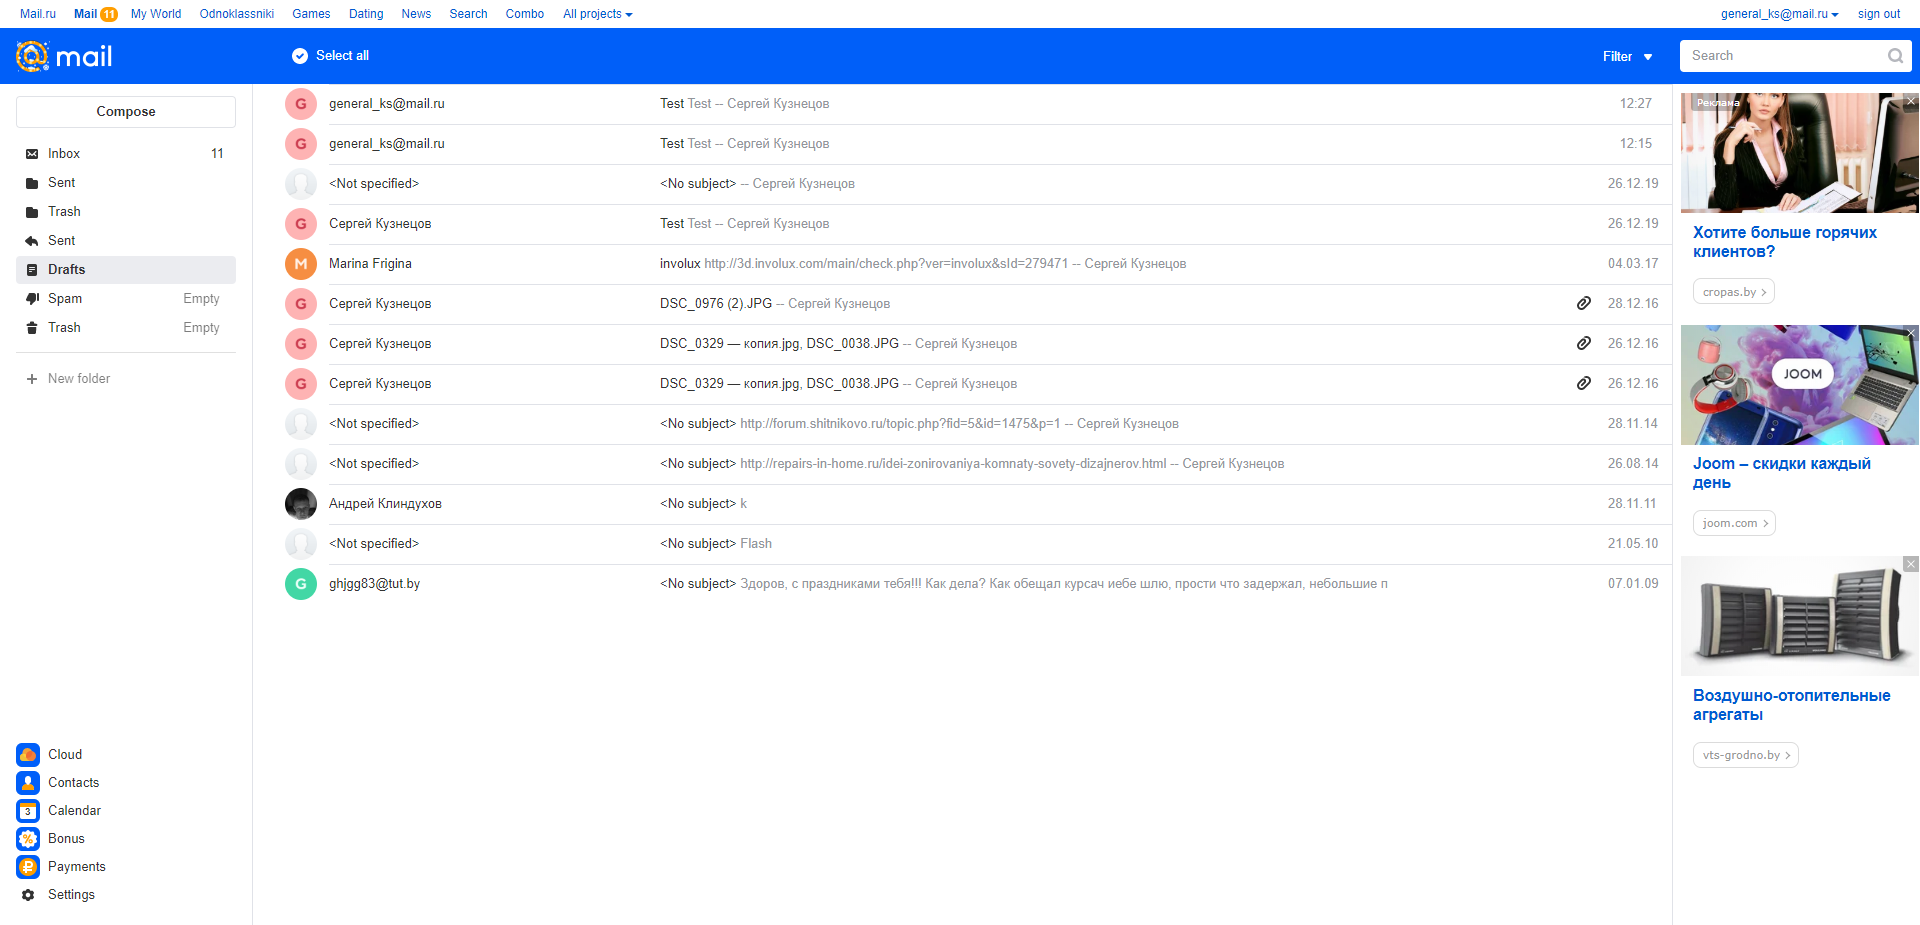 Mail.ru Mail 11 My World Odnoklassniki Games Dating News Search Combo All projects general_ks@mail.ru sign out
mail Select all Filter Search
Compose
Inbox 11
Sent
Trash
Sent
Drafts
Spam Empty
Trash Empty
New folder
Cloud
Contacts
3 Calendar
% Bonus
₽ Payments
Settings
G general_ks@mail.ru Test Test -- Сергей Кузнецов 12:27
G general_ks@mail.ru Test Test -- Сергей Кузнецов 12:15
<Not specified> <No subject> -- Сергей Кузнецов 26.12.19
G Сергей Кузнецов Test Test -- Сергей Кузнецов 26.12.19
M Marina Frigina involux http://3d.involux.com/main/check.php?ver=involux&sId=279471 -- Сергей Кузнецов 04.03.17
G Сергей Кузнецов DSC_0976 (2).JPG -- Сергей Кузнецов 28.12.16
G Сергей Кузнецов DSC_0329 — копия.jpg, DSC_0038.JPG -- Сергей Кузнецов 26.12.16
G Сергей Кузнецов DSC_0329 — копия.jpg, DSC_0038.JPG -- Сергей Кузнецов 26.12.16
<Not specified> <No subject> http://forum.shitnikovo.ru/topic.php?fid=5&id=1475&p=1 -- Сергей Кузнецов 28.11.14
<Not specified> <No subject> http://repairs-in-home.ru/idei-zonirovaniya-komnaty-sovety-dizajnerov.html -- Сергей Кузнецов 26.08.14
Андрей Клиндухов <No subject> k 28.11.11
<Not specified> <No subject> Flash 21.05.10
G ghjgg83@tut.by <No subject> Здоров, с праздниками тебя!!! Как дела? Как обещал курсач иебе шлю, прости что задержал, небольшие п 07.01.09
Реклама
Хотите больше горячих
клиентов?
cropas.by
JOOM
Joom – скидки каждый
день
joom.com
Воздушно-отопительные
агрегаты
vts-grodno.by